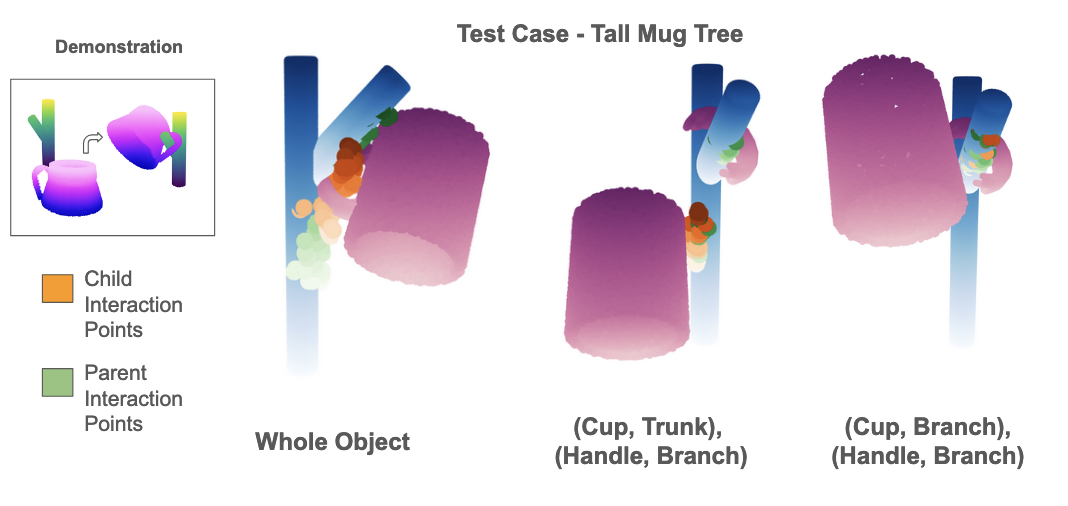 Test Case - Tall Mug Tree
Demonstration
Child
Interaction
Points
Parent
Interaction
Points
Whole Object
(Cup, Trunk),
(Handle, Branch)
(Cup, Branch),
(Handle, Branch)